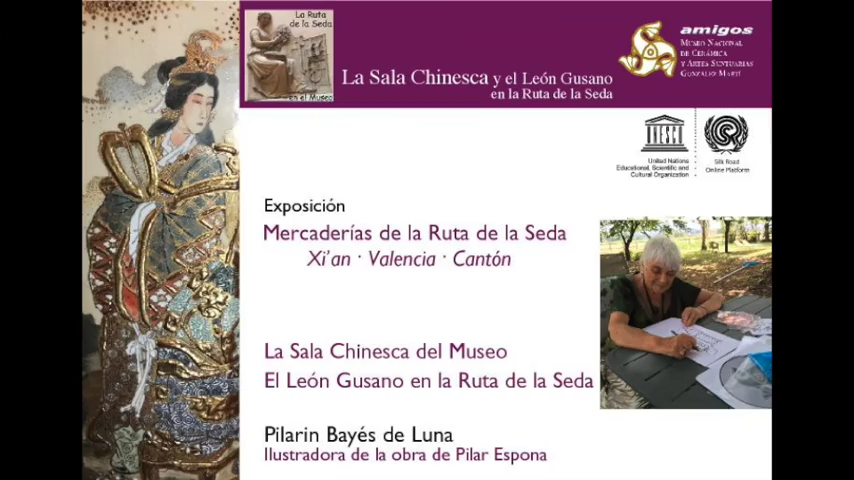 La Ruta
de la Seda
en el Museo
La Sala Chinesca y el León Gusano
en la Ruta de la Seda
amigos
Museo Nacional
de Cerámica
y Artes Suntuarias
González Martí
UNESCO
United Nations
Educational, Scientific and
Cultural Organization
Silk Road
Online Platform
Exposición
Mercaderías de la Ruta de la Seda
Xi'an · Valencia · Cantón
La Sala Chinesca del Museo
El León Gusano en la Ruta de la Seda
Pilarin Bayés de Luna
Ilustradora de la obra de Pilar Espona